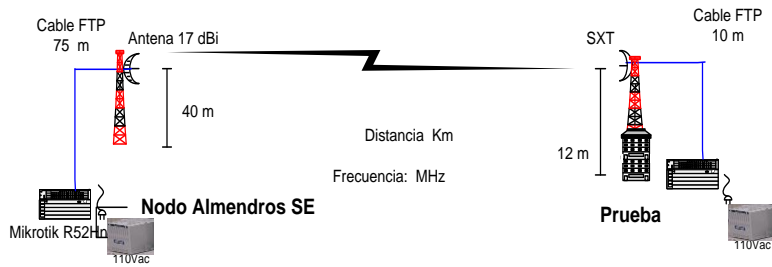 Cable FTP
75 m
Antena 17 dBi
40 m
Mikrotik R52Hn
Nodo Almendros SE
110Vac
Distancia Km
Frecuencia: MHz
SXT
Cable FTP
10 m
12 m
Prueba
110Vac